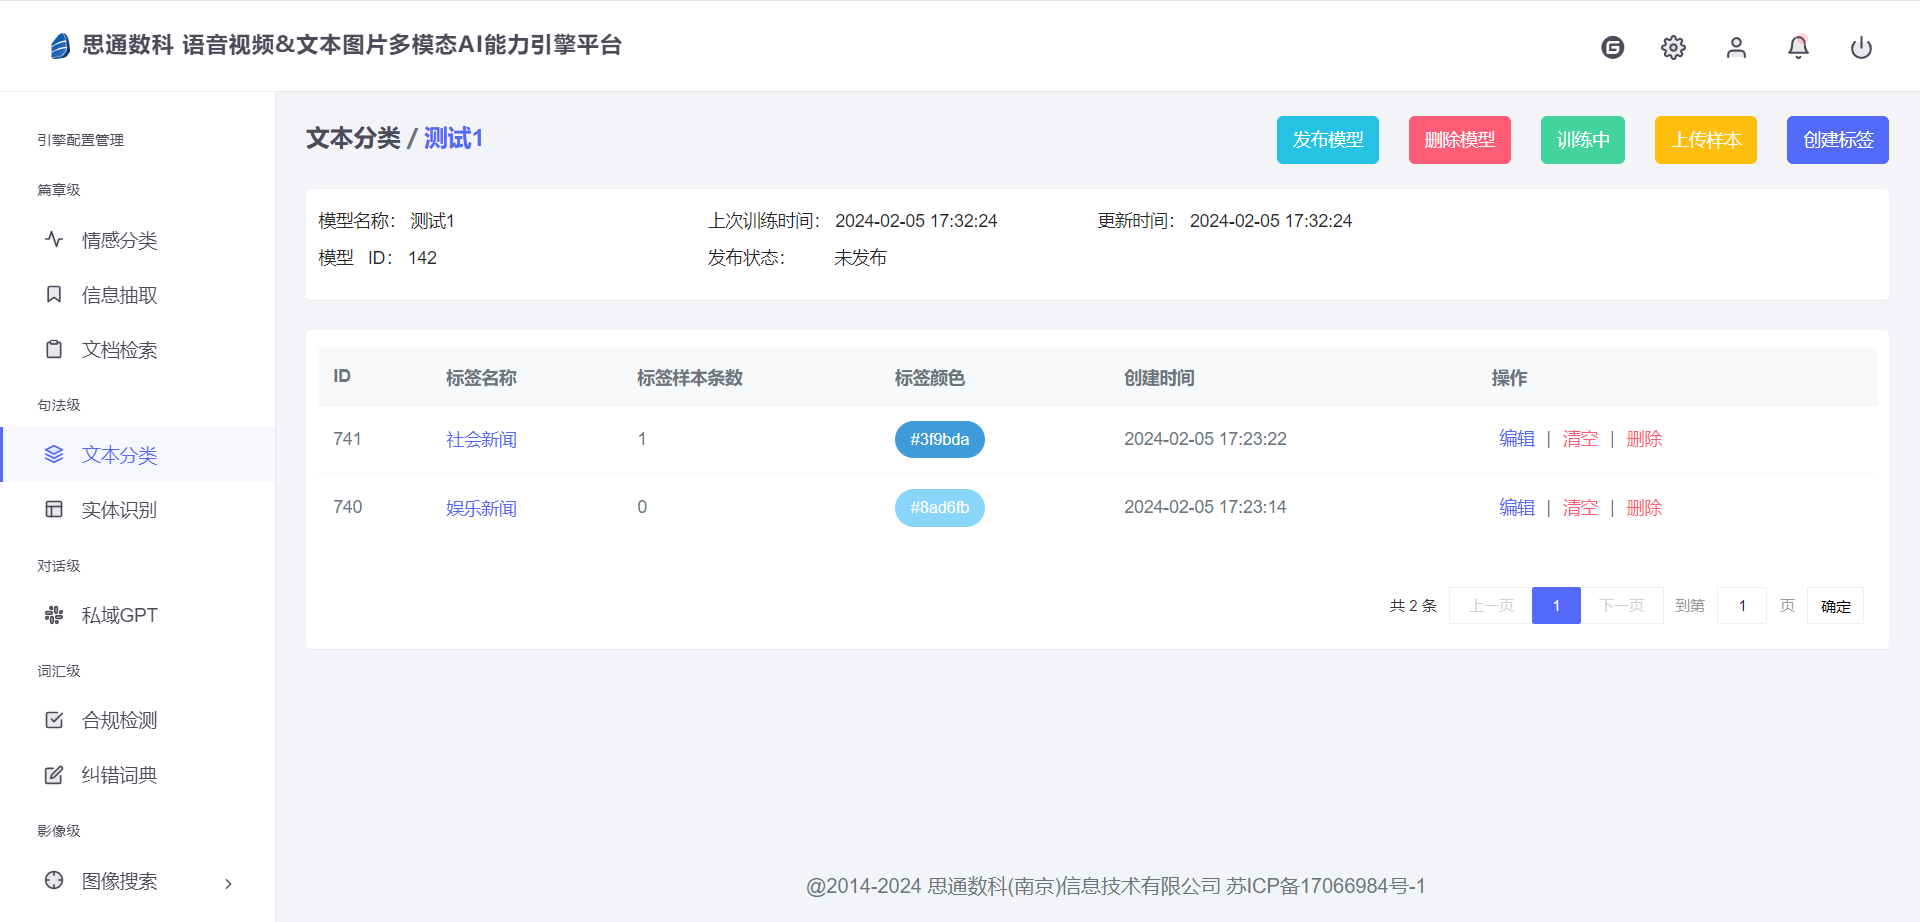 思通数科 语音视频&文本图片多模态AI能力引擎平台
引擎配置管理
篇章级
情感分类
信息抽取
文档检索
句法级
文本分类
实体识别
对话级
私域GPT
词汇级
合规检测
纠错词典
影像级
图像搜索
文本分类 / 测试1
发布模型 删除模型 训练中 上传样本 创建标签
模型名称： 测试1 上次训练时间： 2024-02-05 17:32:24 更新时间： 2024-02-05 17:32:24
模型 ID： 142 发布状态： 未发布
ID 标签名称 标签样本条数 标签颜色 创建时间 操作
741 社会新闻 1 #3f9bda 2024-02-05 17:23:22 编辑 | 清空 | 删除
740 娱乐新闻 0 #8ad6fb 2024-02-05 17:23:14 编辑 | 清空 | 删除
共 2 条 上一页 1 下一页 到第 1 页 确定
@2014-2024 思通数科(南京)信息技术有限公司 苏ICP备17066984号-1